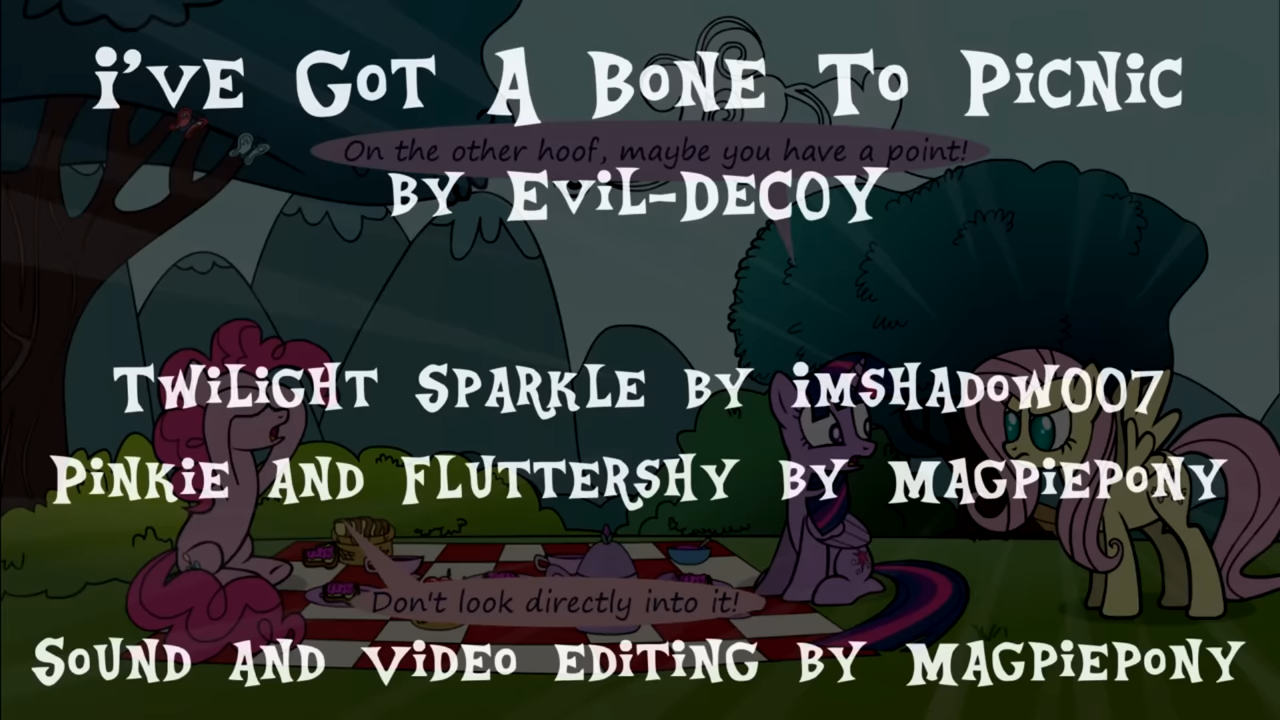 i'VE GoT A BoNE To PiCNiC
On the other hoof, maybe you have a point!
BY EViL-DECOY
TWiLiGHT SPARKLE BY iMSHADoW007
PiNKiE AND FLUTTERSHY BY MAGPiEPoNY
Don't look directly into it!
SoUND AND ViDEo EDiTiNG BY MAGPiEPoNY